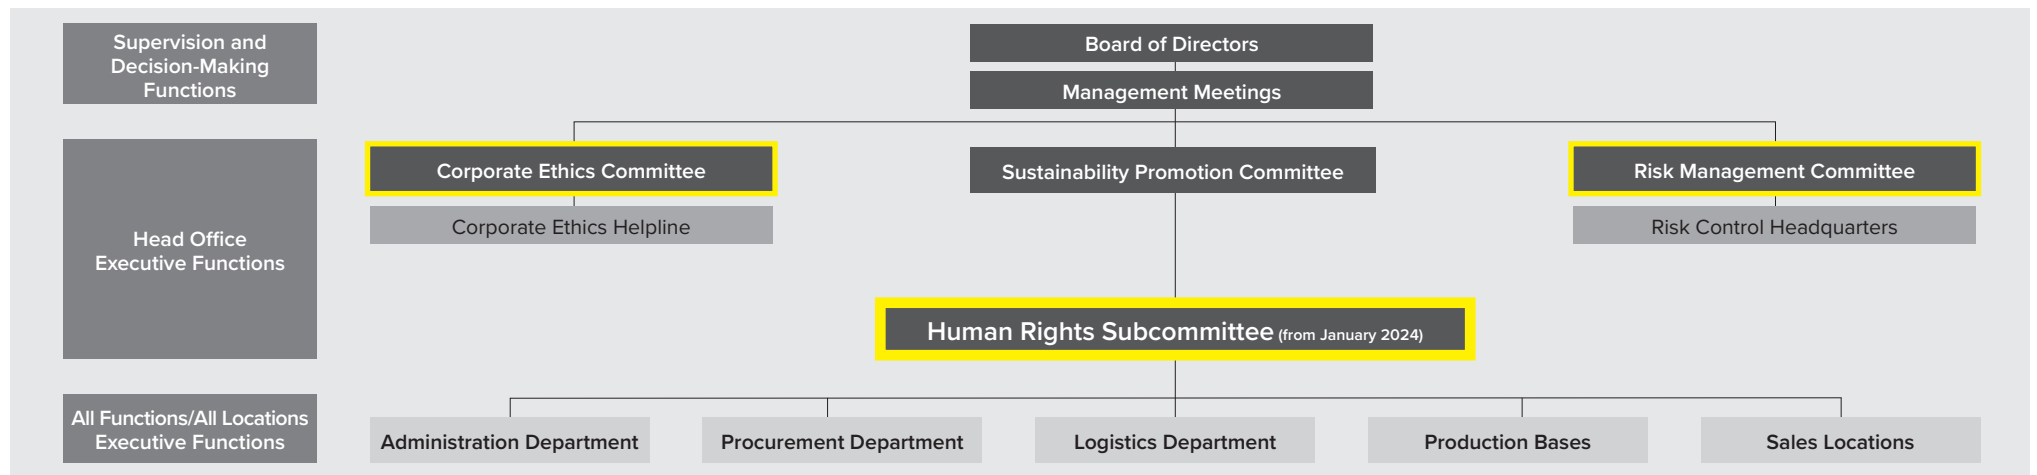 Supervision and
Decision-Making
Functions
Board of Directors
Management Meetings
Head Office
Executive Functions
Corporate Ethics Committee
Sustainability Promotion Committee
Risk Management Committee
Corporate Ethics Helpline
Risk Control Headquarters
Human Rights Subcommittee (from January 2024)
All Functions/All Locations
Executive Functions
Administration Department
Procurement Department
Logistics Department
Production Bases
Sales Locations